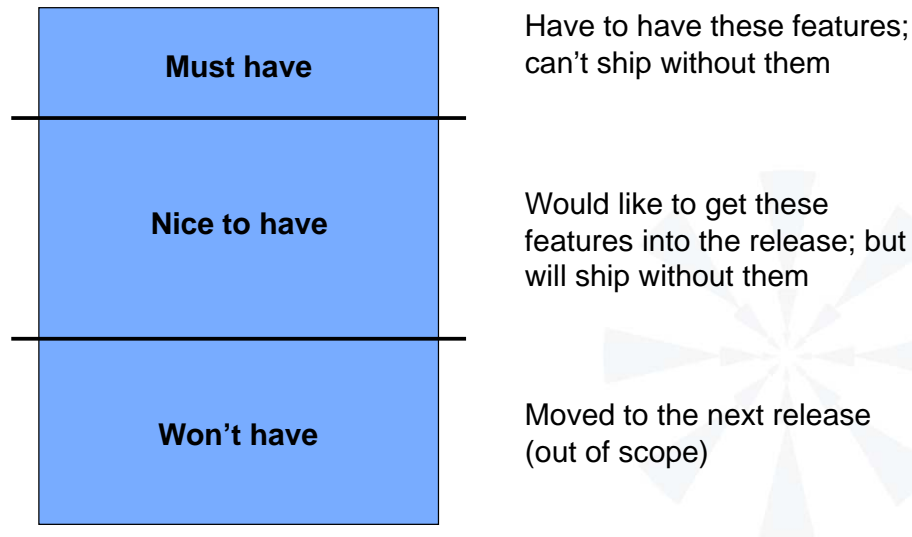 Must have
Have to have these features;
can’t ship without them
Nice to have
Would like to get these
features into the release; but
will ship without them
Won’t have
Moved to the next release
(out of scope)